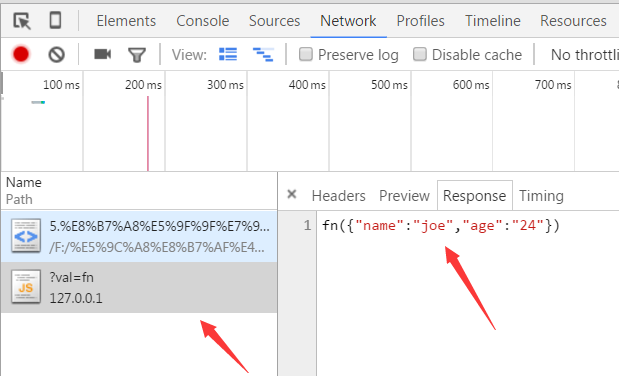 Elements Console Sources Network Profiles Timeline Resources
View: Preserve log Disable cache No throttli
100 ms 200 ms 300 ms 400 ms 500 ms 600 ms 700 ms
Name
Path
× Headers Preview Response Timing
5.%E8%B7%A8%E5%9F%9F%E7%9...
/F:/%E5%9C%A8%E8%B7%AF%E4...
JS
?val=fn
127.0.0.1
1 fn({"name":"joe","age":"24"})